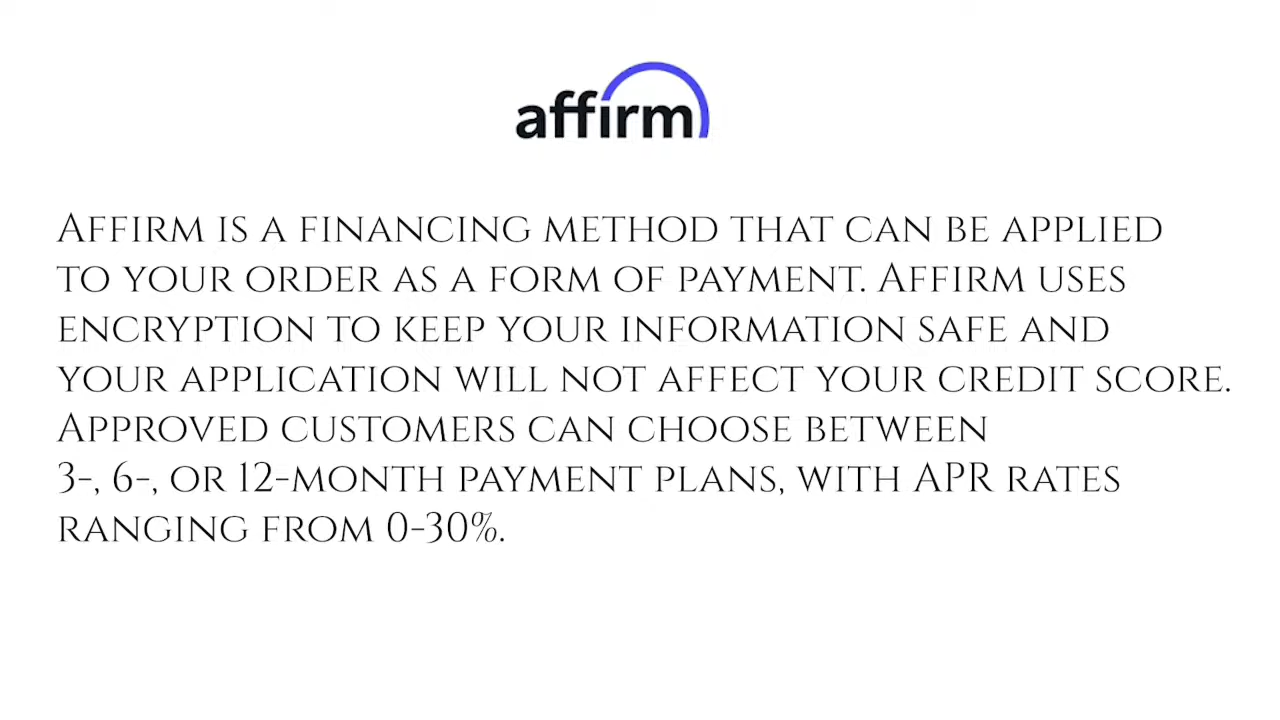 affirm
Affirm is a financing method that can be applied
to your order as a form of payment. Affirm uses
encryption to keep your information safe and
your application will not affect your credit score.
Approved customers can choose between
3-, 6-, or 12-month payment plans, with APR rates
ranging from 0-30%.